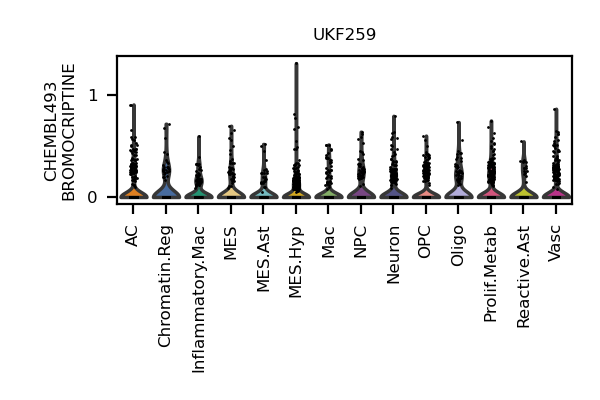 UKF259
CHEMBL493
BROMOCRIPTINE
1
0
AC
Chromatin.Reg
Inflammatory.Mac
MES
MES.Ast
MES.Hyp
Mac
NPC
Neuron
OPC
Oligo
Prolif.Metab
Reactive.Ast
Vasc